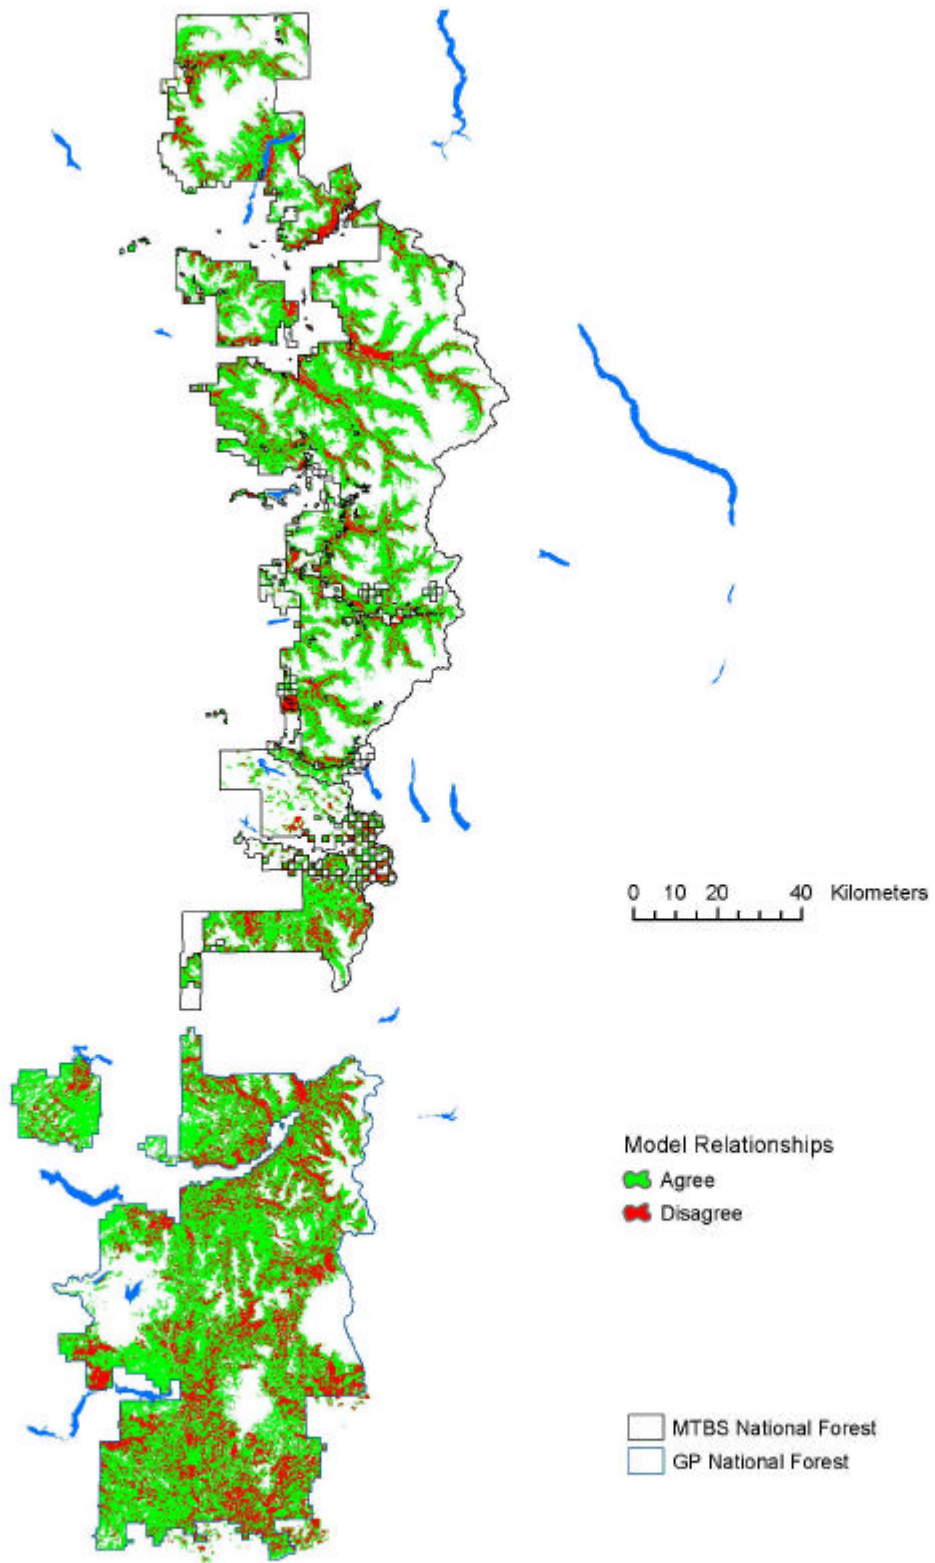 0 10 20 40 Kilometers
Model Relationships
Agree
Disagree
MTBS National Forest
GP National Forest